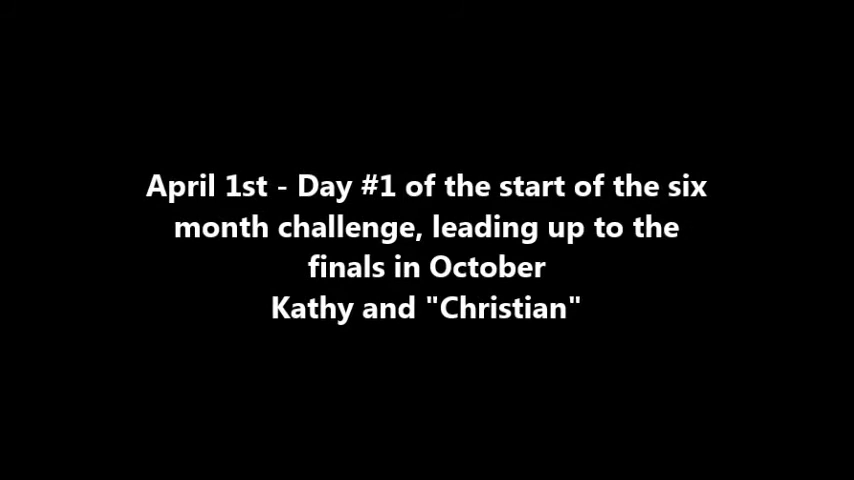 April 1st - Day #1 of the start of the six
month challenge, leading up to the
finals in October
Kathy and "Christian"